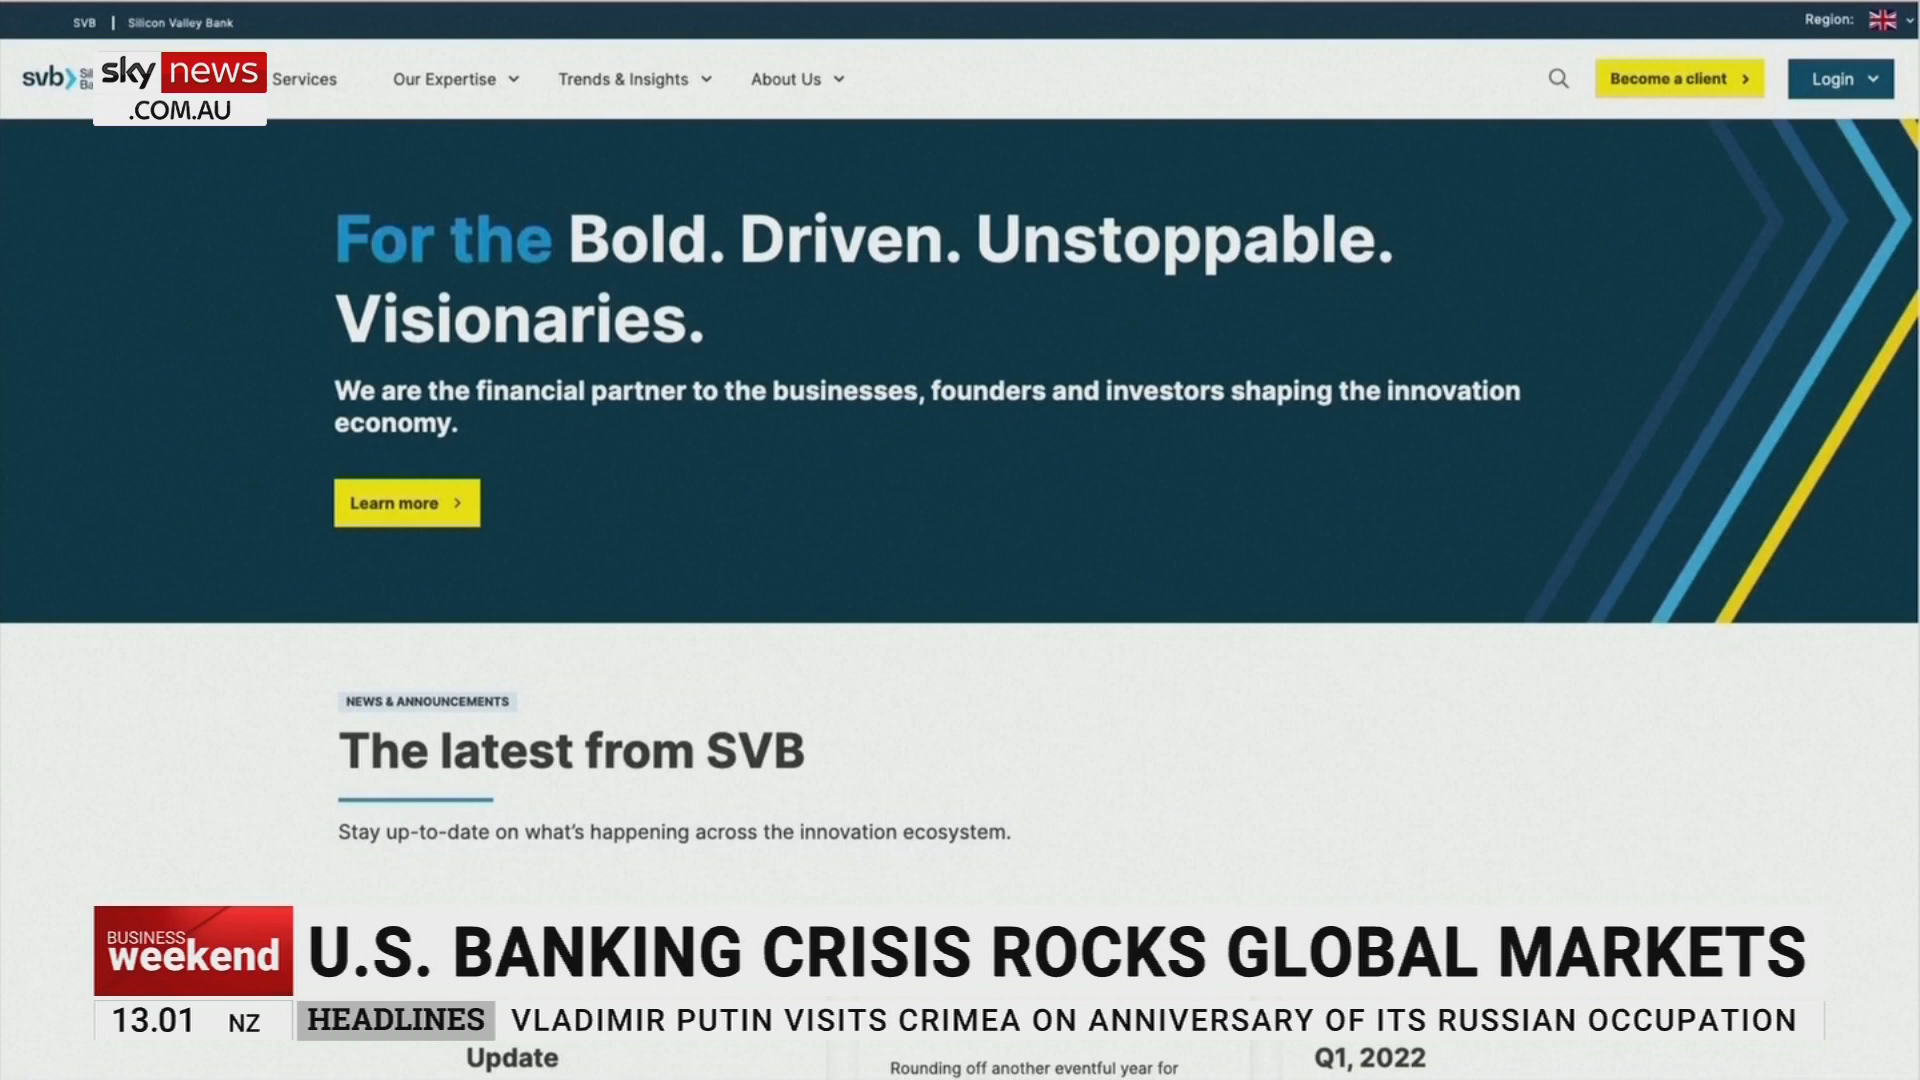 SVB | Silicon Valley Bank
Region:
svb
sky news
.COM.AU
Services
Our Expertise
Trends & Insights
About Us
Become a client
Login
For the Bold. Driven. Unstoppable.
Visionaries.
We are the financial partner to the businesses, founders and investors shaping the innovation
economy.
Learn more
NEWS & ANNOUNCEMENTS
The latest from SVB
Stay up-to-date on what's happening across the innovation ecosystem.
BUSINESS
weekend
U.S. BANKING CRISIS ROCKS GLOBAL MARKETS
13.01 NZ
HEADLINES
VLADIMIR PUTIN VISITS CRIMEA ON ANNIVERSARY OF ITS RUSSIAN OCCUPATION
Update
Rounding off another eventful year for
Q1, 2022